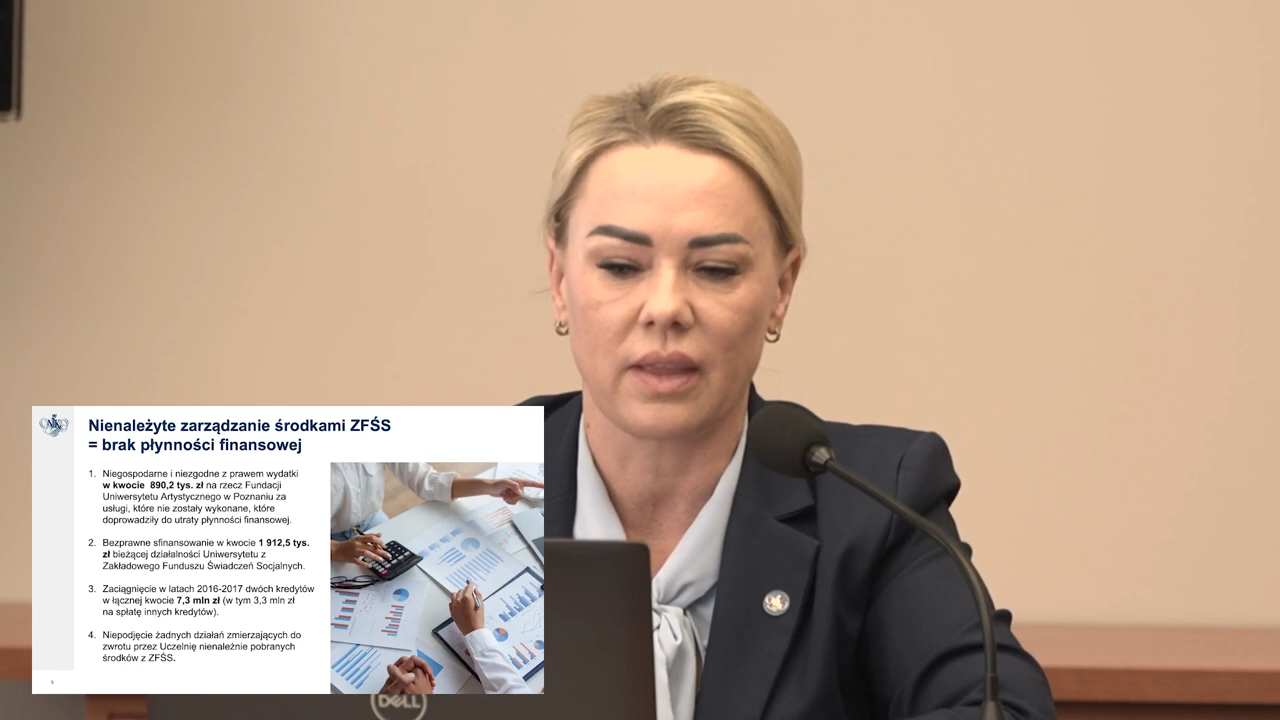 NIK
Nienależyte zarządzanie środkami ZFŚS
= brak płynności finansowej
1. Niegospodarne i niezgodne z prawem wydatki
w kwocie 890,2 tys. zł na rzecz Fundacji
Uniwersytetu Artystycznego w Poznaniu za
usługi, które nie zostały wykonane, które
doprowadziły do utraty płynności finansowej.
2. Bezprawne sfinansowanie w kwocie 1 912,5 tys.
zł bieżącej działalności Uniwersytetu z
Zakładowego Funduszu Świadczeń Socjalnych.
3. Zaciągnięcie w latach 2016-2017 dwóch kredytów
w łącznej kwocie 7,3 mln zł (w tym 3,3 mln zł
na spłatę innych kredytów).
4. Niepodjęcie żadnych działań zmierzających do
zwrotu przez Uczelnię nienależnie pobranych
środków z ZFŚS.
DELL